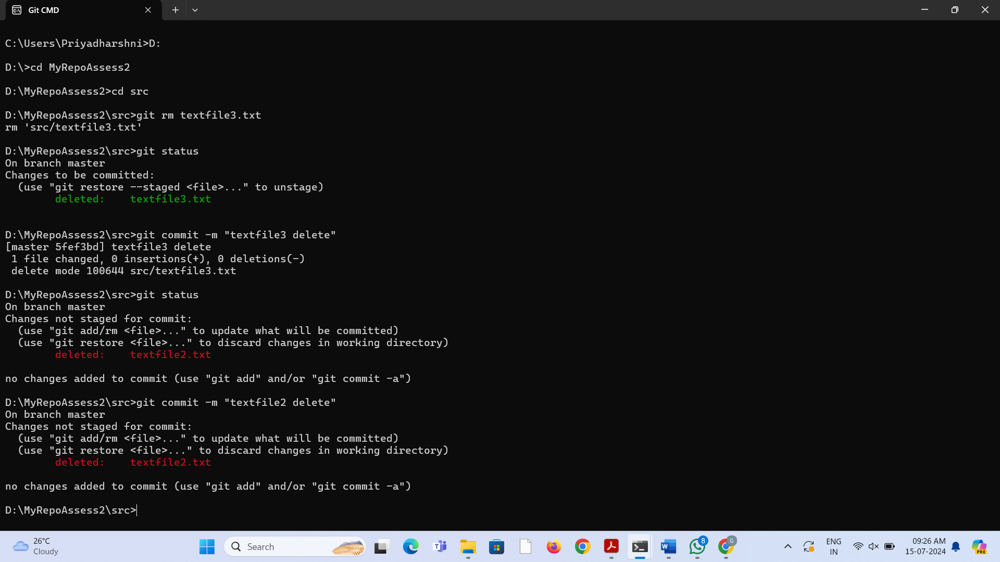 Git CMD
C:\Users\Priyadharshni>D:
D:\>cd MyRepoAssess2
D:\MyRepoAssess2>cd src
D:\MyRepoAssess2\src>git rm textfile3.txt
rm 'src/textfile3.txt'
D:\MyRepoAssess2\src>git status
On branch master
Changes to be committed:
  (use "git restore --staged <file>..." to unstage)
        deleted:    textfile3.txt
D:\MyRepoAssess2\src>git commit -m "textfile3 delete"
[master 5fef3bd] textfile3 delete
 1 file changed, 0 insertions(+), 0 deletions(-)
 delete mode 100644 src/textfile3.txt
D:\MyRepoAssess2\src>git status
On branch master
Changes not staged for commit:
  (use "git add/rm <file>..." to update what will be committed)
  (use "git restore <file>..." to discard changes in working directory)
        deleted:    textfile2.txt
no changes added to commit (use "git add" and/or "git commit -a")
D:\MyRepoAssess2\src>git commit -m "textfile2 delete"
On branch master
Changes not staged for commit:
  (use "git add/rm <file>..." to update what will be committed)
  (use "git restore <file>..." to discard changes in working directory)
        deleted:    textfile2.txt
no changes added to commit (use "git add" and/or "git commit -a")
D:\MyRepoAssess2\src>
26°C
Cloudy
Search
8
G
ENG
IN
09:26 AM
15-07-2024
PRE